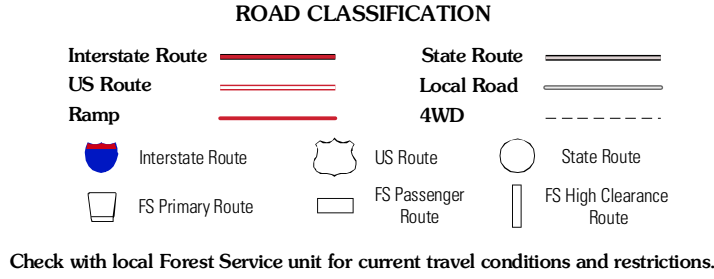 ROAD CLASSIFICATION
Interstate Route
State Route
US Route
Local Road
Ramp
4WD
Interstate Route
US Route
State Route
FS Primary Route
FS Passenger
Route
FS High Clearance
Route
Check with local Forest Service unit for current travel conditions and restrictions.